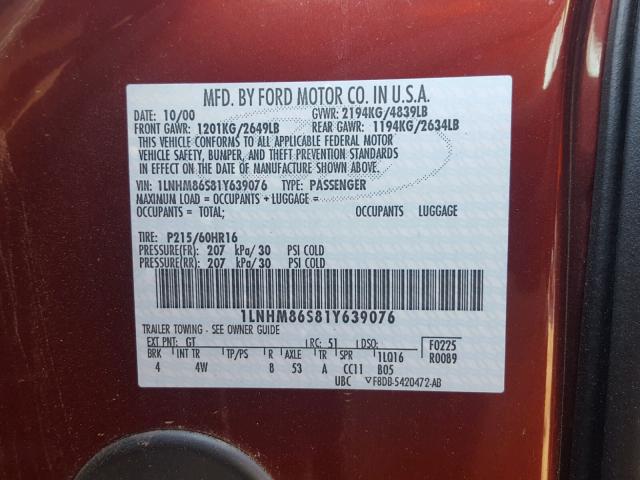 MFD. BY FORD MOTOR CO. IN U.S.A.
DATE: 10/00 GVWR: 2194KG/4839LB
FRONT GAWR: 1201KG/2649LB REAR GAWR: 1194KG/2634LB
THIS VEHICLE CONFORMS TO ALL APPLICABLE FEDERAL MOTOR
VEHICLE SAFETY, BUMPER, AND THEFT PREVENTION STANDARDS
IN EFFECT ON THE DATE OF MANUFACTURE SHOWN ABOVE.
VIN: 1LNHM86S81Y639076 TYPE: PASSENGER
MAXIMUM LOAD = OCCUPANTS + LUGGAGE =
OCCUPANTS = TOTAL; OCCUPANTS LUGGAGE
TIRE: P215/60HR16
PRESSURE(FR): 207 kPa/ 30 PSI COLD
PRESSURE(RR): 207 kPa/ 30 PSI COLD
1LNHM86S81Y639076
TRAILER TOWING - SEE OWNER GUIDE
EXT PNT: GT RC: 51 DSO: F0225
BRK INT TR TP/PS R AXLE TR SPR 1LQ16 R0089
4 4W 8 53 A CC11 B05
UBC VF8DB-5420472-AB